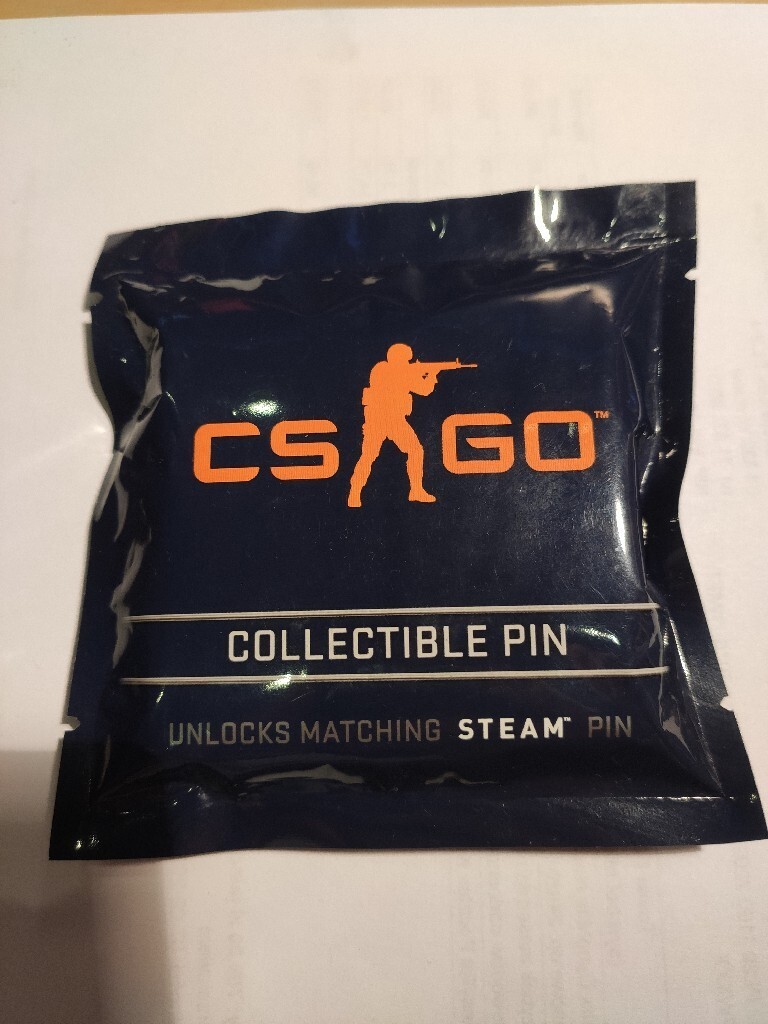 CS GO™
COLLECTIBLE PIN
UNLOCKS MATCHING STEAM™ PIN